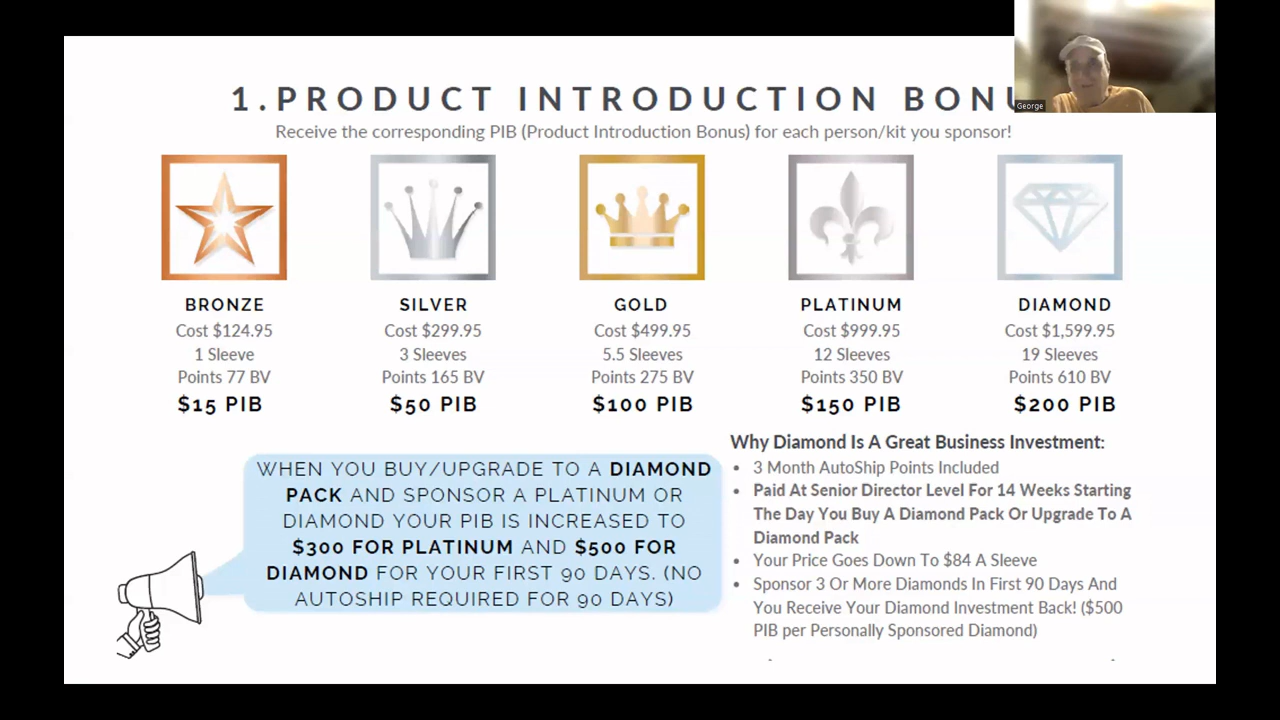 1. PRODUCT INTRODUCTION BONU
George
Receive the corresponding PIB (Product Introduction Bonus) for each person/kit you sponsor!
BRONZE
Cost $124.95
1 Sleeve
Points 77 BV
$15 PIB
SILVER
Cost $299.95
3 Sleeves
Points 165 BV
$50 PIB
GOLD
Cost $499.95
5.5 Sleeves
Points 275 BV
$100 PIB
PLATINUM
Cost $999.95
12 Sleeves
Points 350 BV
$150 PIB
DIAMOND
Cost $1,599.95
19 Sleeves
Points 610 BV
$200 PIB
WHEN YOU BUY/UPGRADE TO A DIAMOND
PACK AND SPONSOR A PLATINUM OR
DIAMOND YOUR PIB IS INCREASED TO
$300 FOR PLATINUM AND $500 FOR
DIAMOND FOR YOUR FIRST 90 DAYS. (NO
AUTOSHIP REQUIRED FOR 90 DAYS)
Why Diamond Is A Great Business Investment:
• 3 Month AutoShip Points Included
• Paid At Senior Director Level For 14 Weeks Starting
The Day You Buy A Diamond Pack Or Upgrade To A
Diamond Pack
• Your Price Goes Down To $84 A Sleeve
• Sponsor 3 Or More Diamonds In First 90 Days And
You Receive Your Diamond Investment Back! ($500
PIB per Personally Sponsored Diamond)